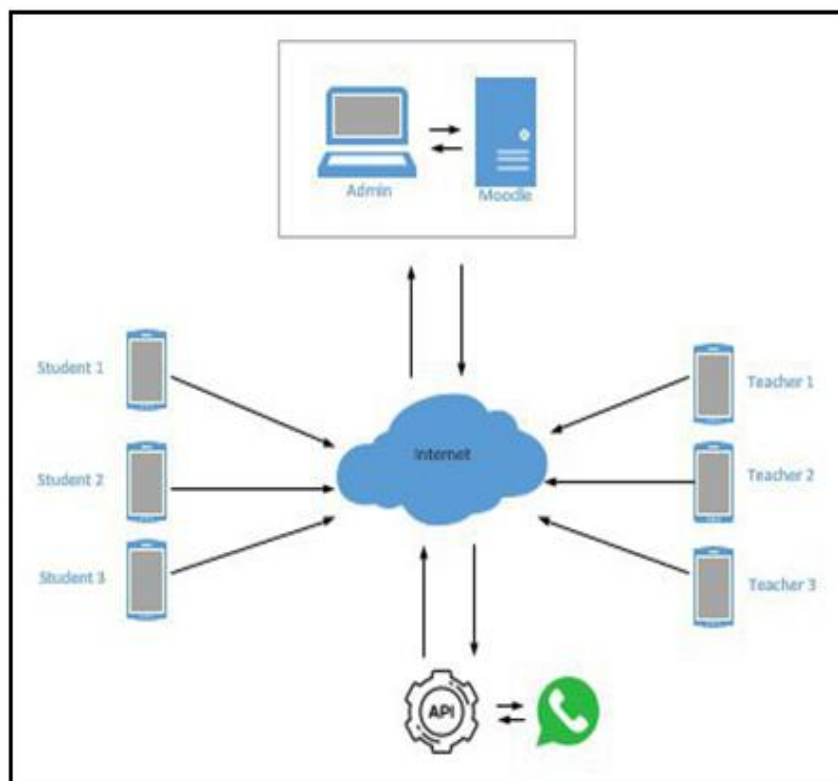 Admin
Moodle
Student 1
Teacher 1
Internet
Student 2
Teacher 2
Student 3
Teacher 3
API